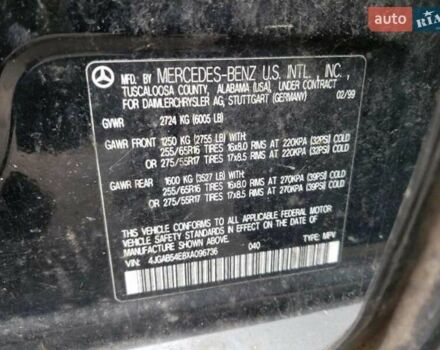 auto RIA
MFD. BY MERCEDES-BENZ U.S. INTL., INC.,
TUSCALOOSA COUNTY, ALABAMA (USA), UNDER CONTRACT
FOR DAIMLERCHRYSLER AG, STUTTGART (GERMANY)
02/99
GVWR 2724 KG (6005 LB)
GAWR FRONT 1250 KG (2755 LB) WITH:
255/65R16 TIRES 16x8.0 RIMS AT 220KPA (32PSI) COLD
OR 275/55R17 TIRES 17x8.5 RIMS AT 220KPA (32PSI) COLD
GAWR REAR 1600 KG (3527 LB) WITH:
255/65R16 TIRES 16x8.0 RIMS AT 270KPA (39PSI) COLD
OR 275/55R17 TIRES 17x8.5 RIMS AT 270KPA (39PSI) COLD
THIS VEHICLE CONFORMS TO ALL APPLICABLE FEDERAL MOTOR
VEHICLE SAFETY STANDARDS IN EFFECT ON THE DATE OF
MANUFACTURE SHOWN ABOVE.
VIN: 4JGAB54E8XA096736 040 TYPE: MPV